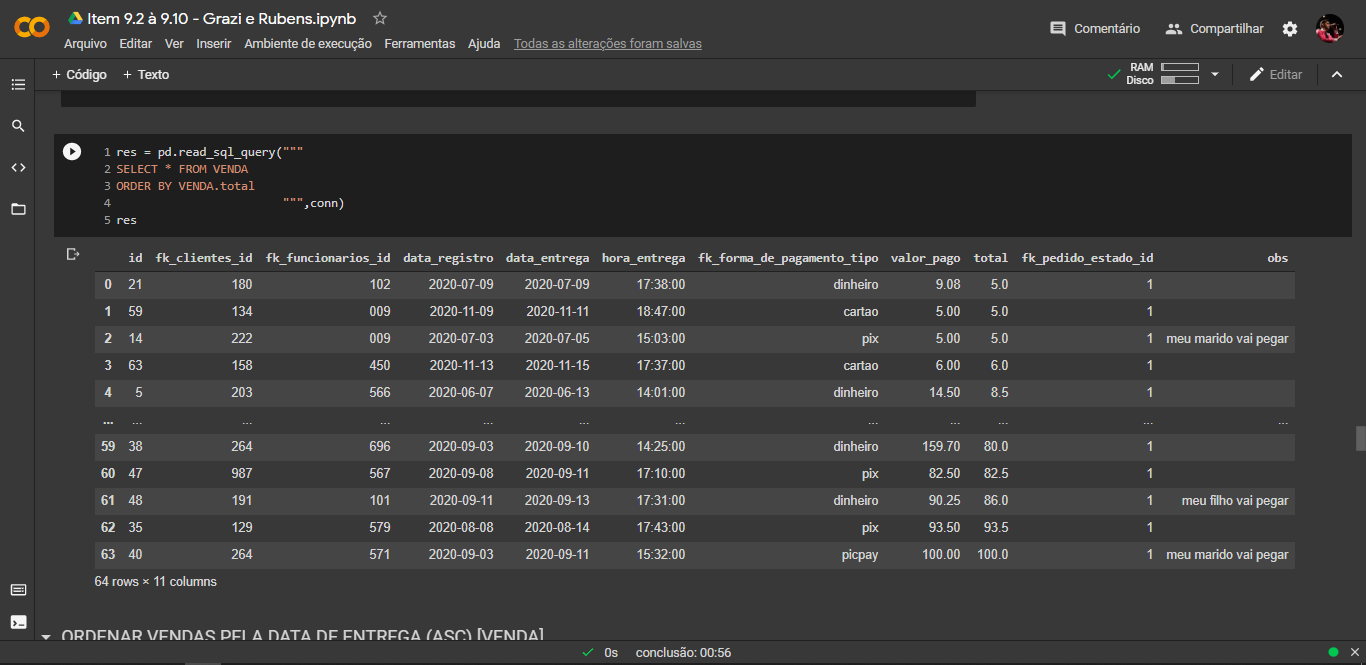 Item 9.2 à 9.10 - Grazi e Rubens.ipynb
Arquivo Editar Ver Inserir Ambiente de execução Ferramentas Ajuda Todas as alterações foram salvas
Comentário Compartilhar
+ Código + Texto
RAM
Disco
Editar
1 res = pd.read_sql_query("""
2 SELECT * FROM VENDA
3 ORDER BY VENDA.total
4 """,conn)
5 res
id fk_clientes_id fk_funcionarios_id data_registro data_entrega hora_entrega fk_forma_de_pagamento_tipo valor_pago total fk_pedido_estado_id obs
0 21 180 102 2020-07-09 2020-07-09 17:38:00 dinheiro 9.08 5.0 1
1 59 134 009 2020-11-09 2020-11-11 18:47:00 cartao 5.00 5.0 1
2 14 222 009 2020-07-03 2020-07-05 15:03:00 pix 5.00 5.0 1 meu marido vai pegar
3 63 158 450 2020-11-13 2020-11-15 17:37:00 cartao 6.00 6.0 1
4 5 203 566 2020-06-07 2020-06-13 14:01:00 dinheiro 14.50 8.5 1
... ... ... ... ... ... ... ... ... ... ... ...
59 38 264 696 2020-09-03 2020-09-10 14:25:00 dinheiro 159.70 80.0 1
60 47 987 567 2020-09-08 2020-09-11 17:10:00 pix 82.50 82.5 1
61 48 191 101 2020-09-11 2020-09-13 17:31:00 dinheiro 90.25 86.0 1 meu filho vai pegar
62 35 129 579 2020-08-08 2020-08-14 17:43:00 pix 93.50 93.5 1
63 40 264 571 2020-09-03 2020-09-11 15:32:00 picpay 100.00 100.0 1 meu marido vai pegar
64 rows × 11 columns
ORDENAR VENDAS PELA DATA DE ENTREGA (ASC) [VENDA]
0s conclusão: 00:56